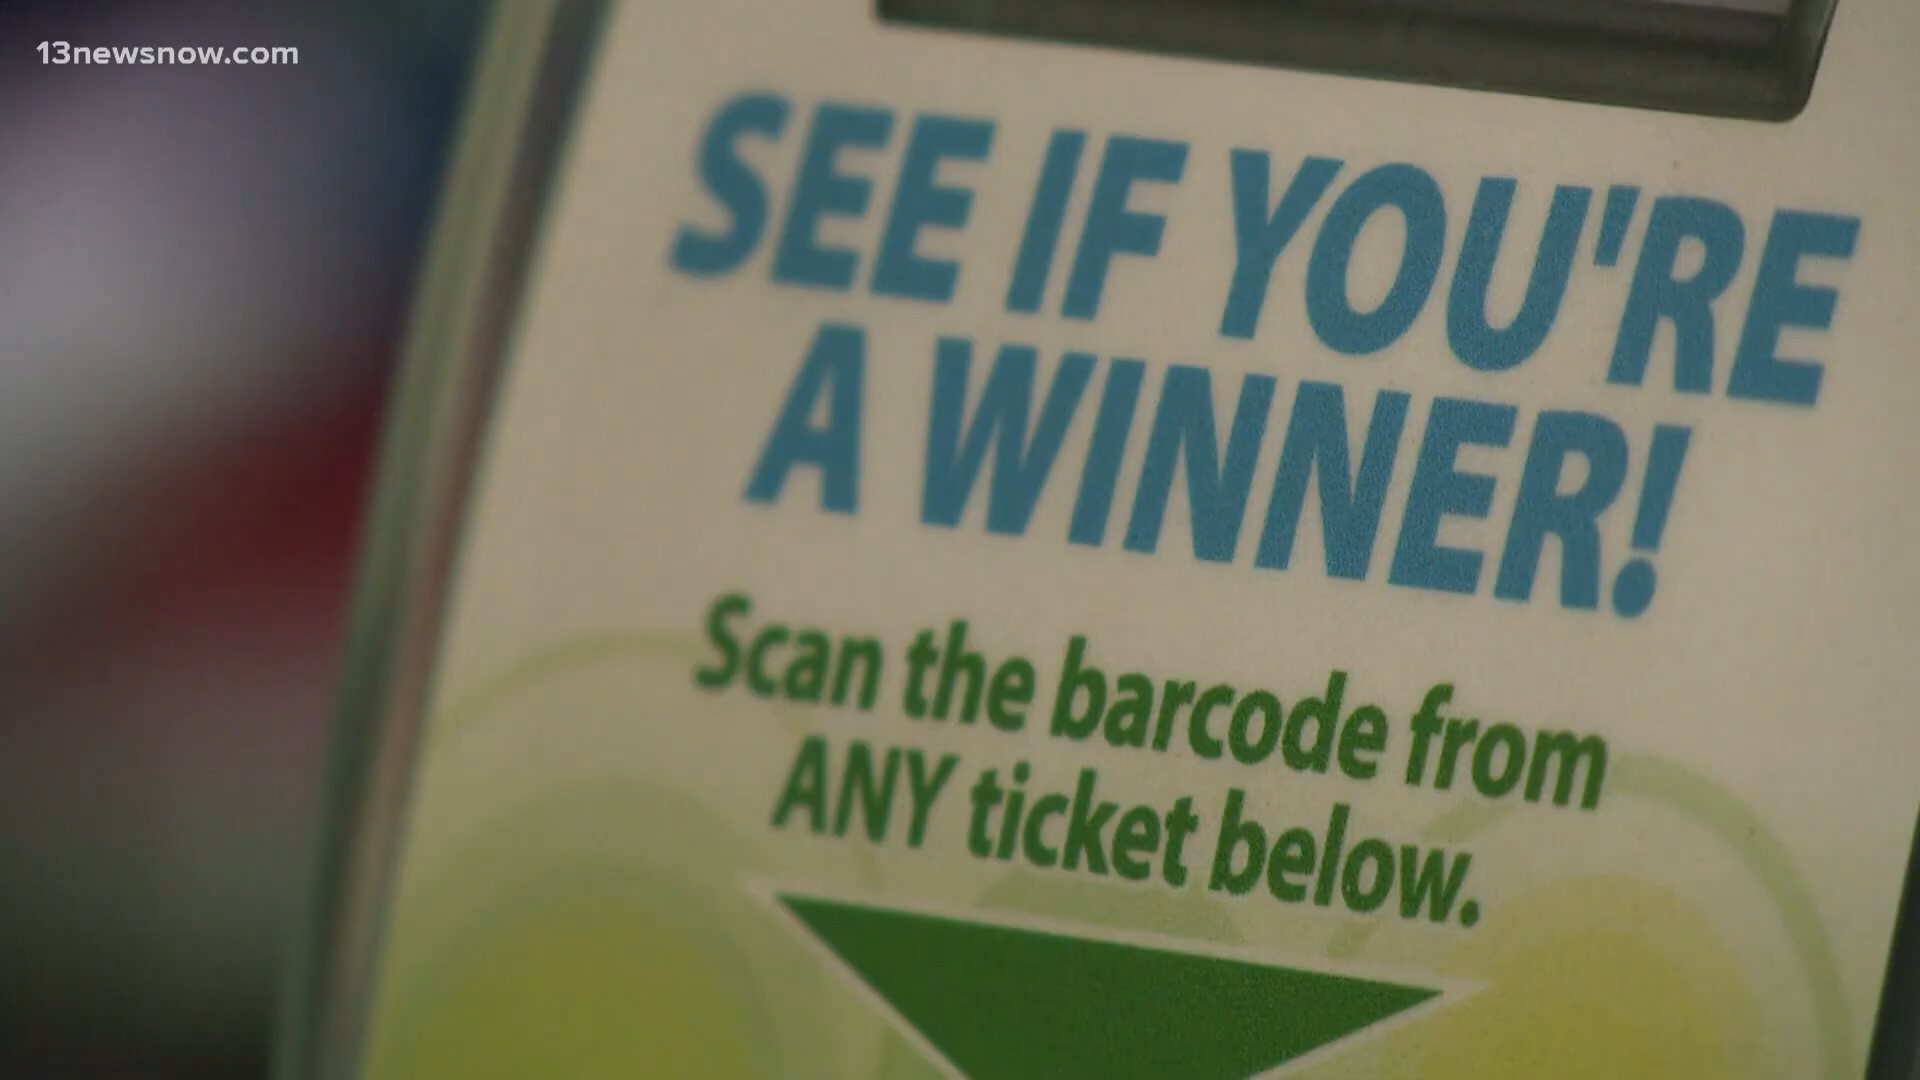 13newsnow.com
SEE IF YOU'RE
A WINNER!
Scan the barcode from
ANY ticket below.